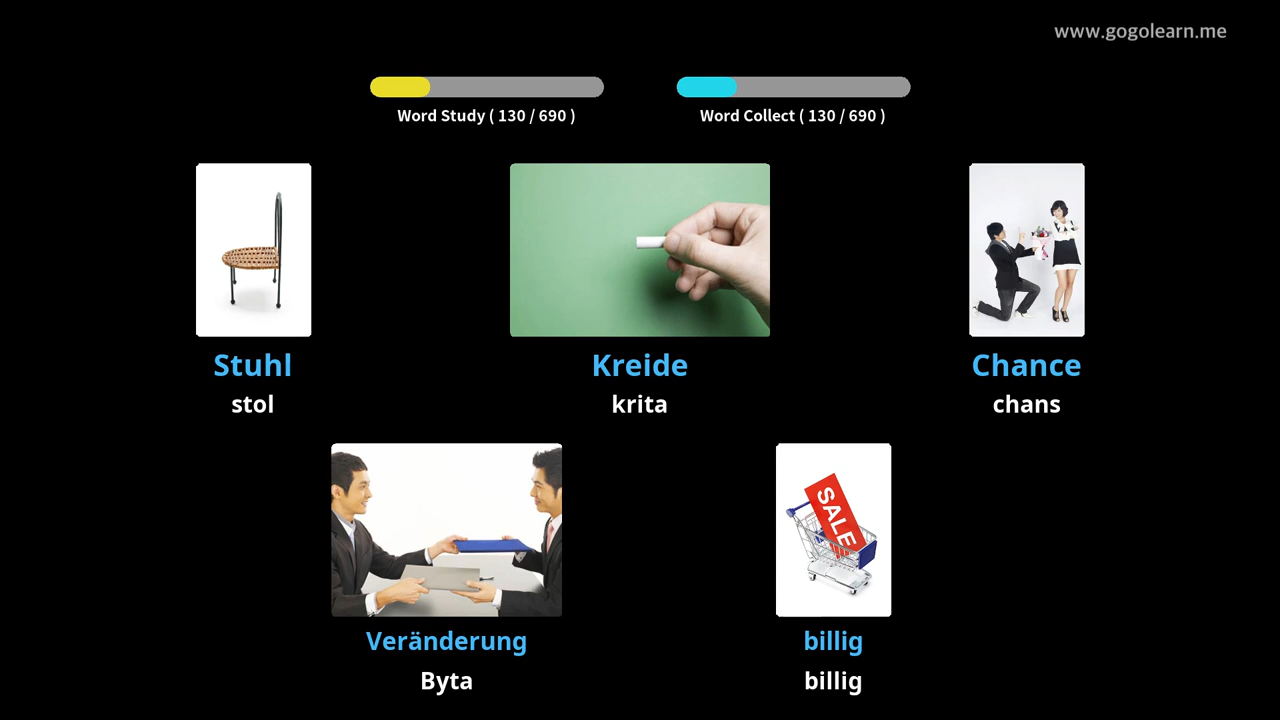 www.gogolearn.me
Word Study ( 130 / 690 )
Word Collect ( 130 / 690 )
Stuhl
stol
Kreide
krita
Chance
chans
SALE
Veränderung
Byta
billig
billig